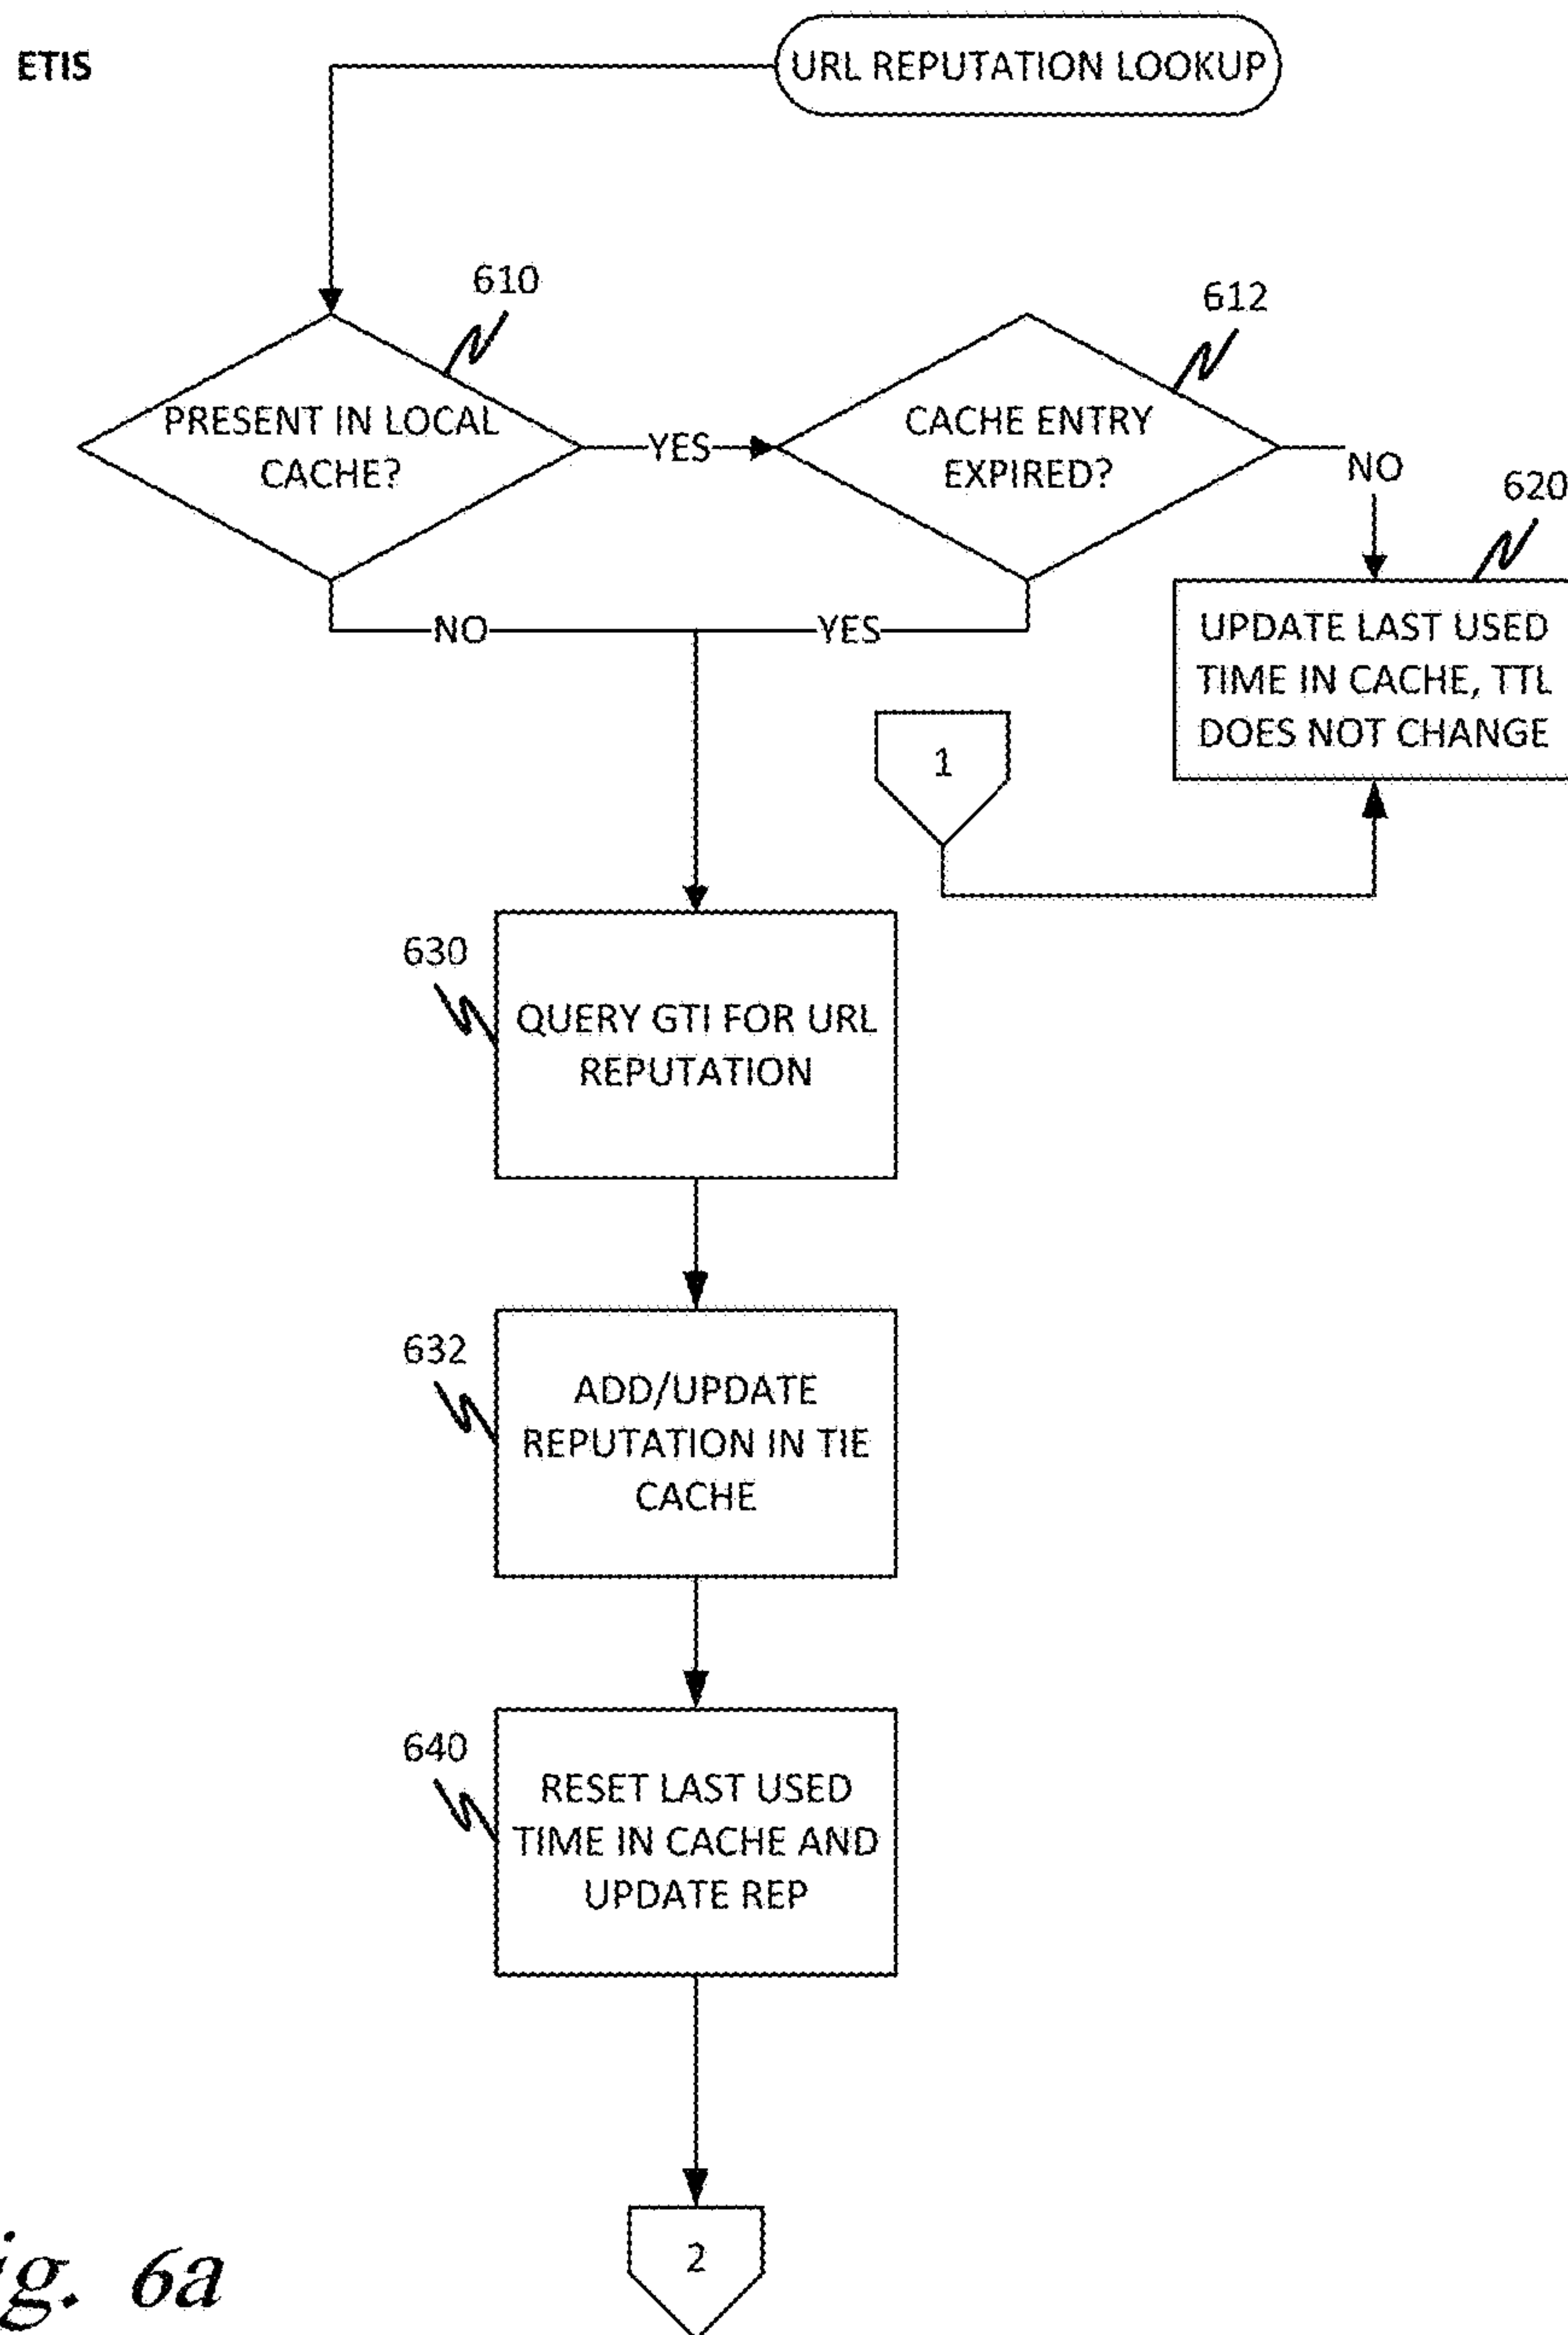 ETIS
URL REPUTATION LOOKUP
610
612
PRESENT IN LOCAL
CACHE?
YES
CACHE ENTRY
EXPIRED?
NO
620
NO
YES
UPDATE LAST USED
TIME IN CACHE, TTL
DOES NOT CHANGE
1
630
QUERY GTI FOR URL
REPUTATION
632
ADD/UPDATE
REPUTATION IN TIE
CACHE
640
RESET LAST USED
TIME IN CACHE AND
UPDATE REP
2
ig. 6a